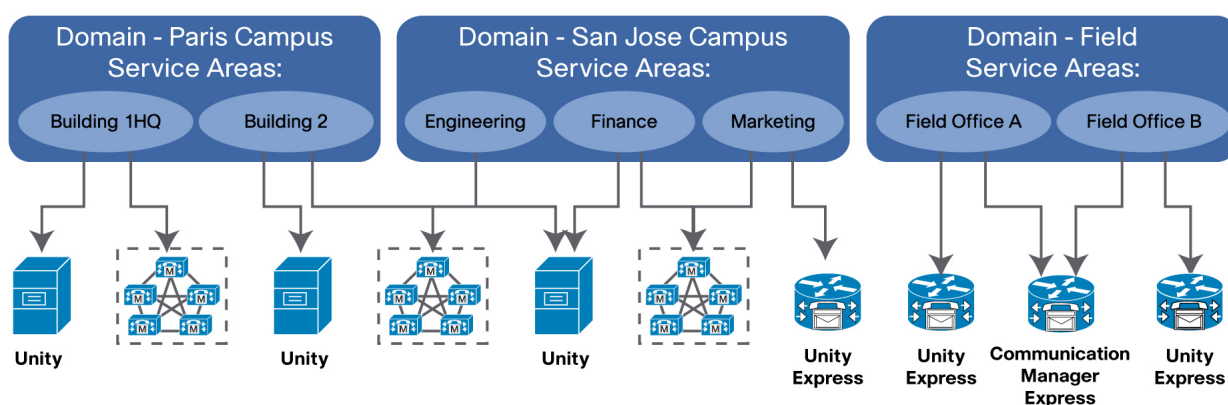 Domain - Paris Campus
Service Areas:
Building 1HQ
Building 2
Domain - San Jose Campus
Service Areas:
Engineering
Finance
Marketing
Domain - Field
Service Areas:
Field Office A
Field Office B
Unity
M
M
M
M
M
Unity
M
M
M
M
M
Unity
M
M
M
M
M
Unity
Express
Unity
Express
Communication
Manager
Express
Unity
Express